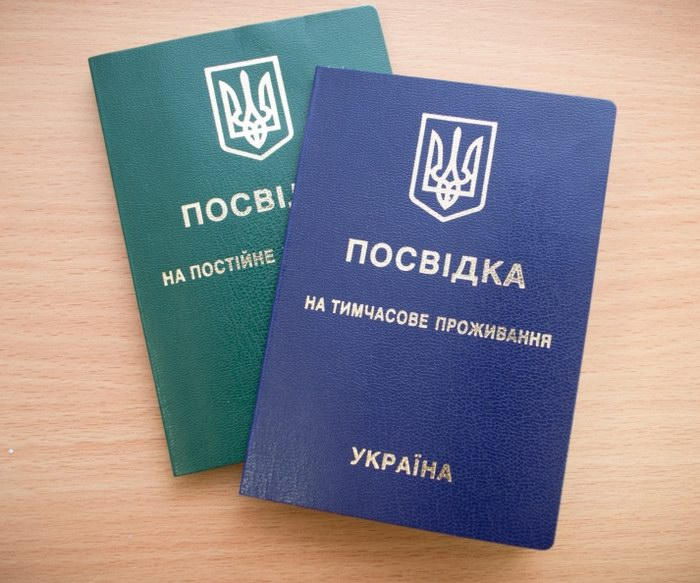 ПОСВІ
НА ПОСТІЙНЕ
ПОСВІДКА
НА ТИМЧАСОВЕ ПРОЖИВАННЯ
УКРАЇНА